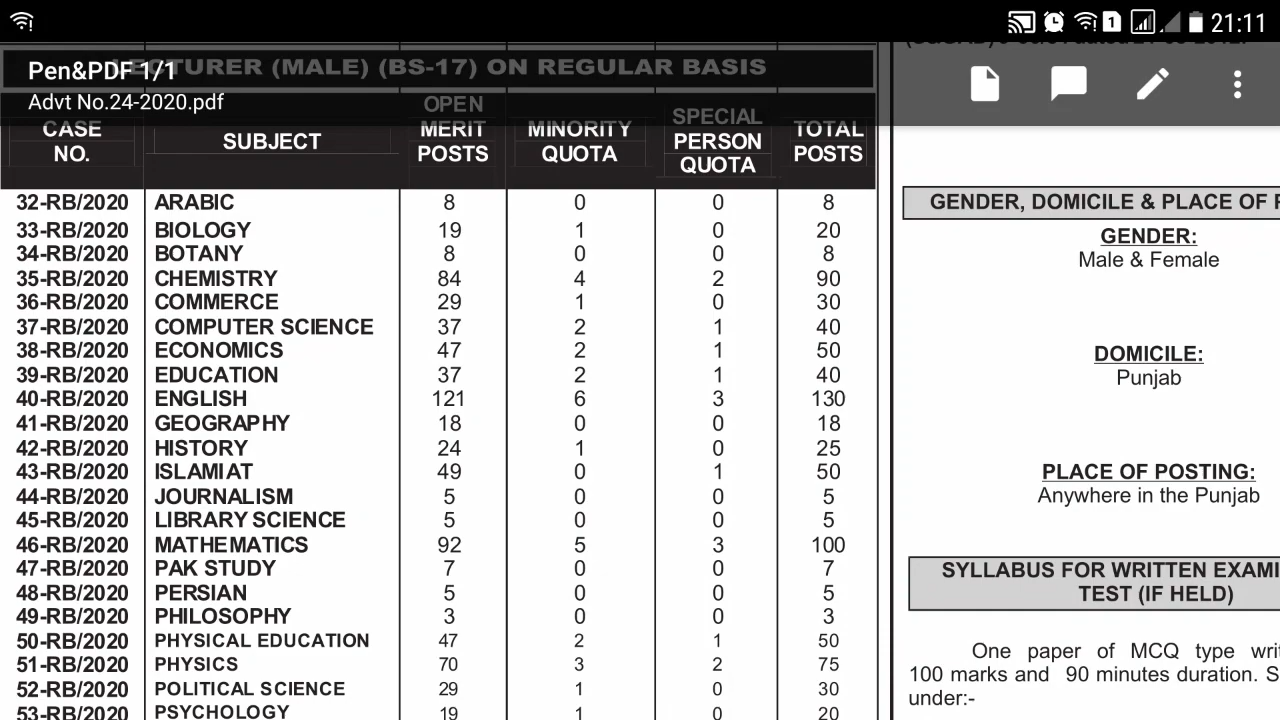 21:11
Pen&PDF 1/1
LECTURER (MALE) (BS-17) ON REGULAR BASIS
Advt No.24-2020.pdf
CASE NO. SUBJECT OPEN MERIT POSTS MINORITY QUOTA SPECIAL PERSON QUOTA TOTAL POSTS
32-RB/2020 ARABIC 8 0 0 8
33-RB/2020 BIOLOGY 19 1 0 20
34-RB/2020 BOTANY 8 0 0 8
35-RB/2020 CHEMISTRY 84 4 2 90
36-RB/2020 COMMERCE 29 1 0 30
37-RB/2020 COMPUTER SCIENCE 37 2 1 40
38-RB/2020 ECONOMICS 47 2 1 50
39-RB/2020 EDUCATION 37 2 1 40
40-RB/2020 ENGLISH 121 6 3 130
41-RB/2020 GEOGRAPHY 18 0 0 18
42-RB/2020 HISTORY 24 1 0 25
43-RB/2020 ISLAMIAT 49 0 1 50
44-RB/2020 JOURNALISM 5 0 0 5
45-RB/2020 LIBRARY SCIENCE 5 0 0 5
46-RB/2020 MATHEMATICS 92 5 3 100
47-RB/2020 PAK STUDY 7 0 0 7
48-RB/2020 PERSIAN 5 0 0 5
49-RB/2020 PHILOSOPHY 3 0 0 3
50-RB/2020 PHYSICAL EDUCATION 47 2 1 50
51-RB/2020 PHYSICS 70 3 2 75
52-RB/2020 POLITICAL SCIENCE 29 1 0 30
53-RB/2020 PSYCHOLOGY 19 1 0 20
GENDER, DOMICILE & PLACE OF
GENDER:
Male & Female
DOMICILE:
Punjab
PLACE OF POSTING:
Anywhere in the Punjab
SYLLABUS FOR WRITTEN
TEST (IF HELD)
One paper of MCQ type
100 marks and 90 minutes duration.
under:-